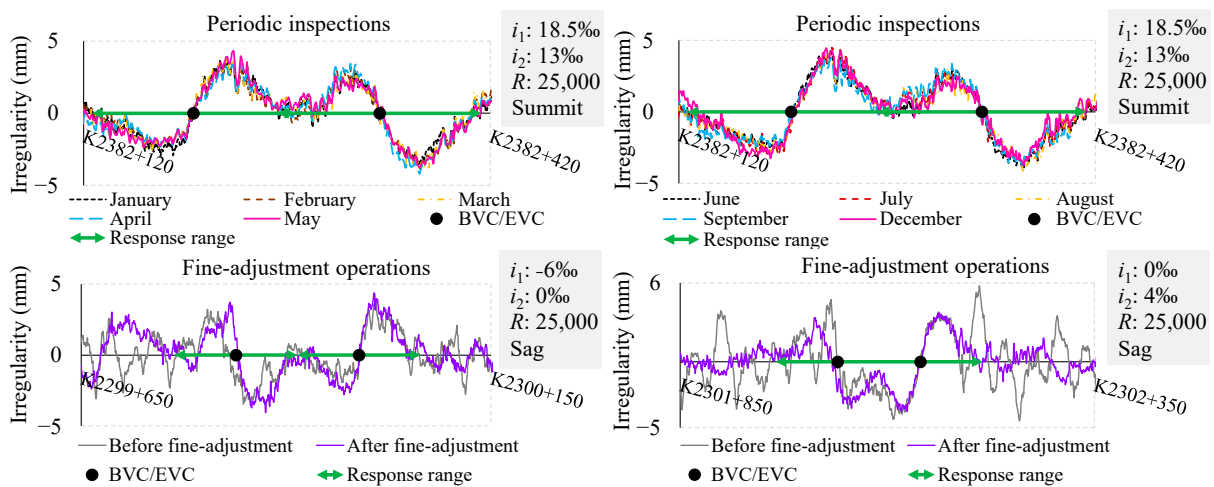 Periodic inspections
i1: 18.5‰
i2: 13‰
R: 25,000
Summit
Irregularity (mm)
5
0
−5
K2382+120
K2382+420
January
February
March
April
May
BVC/EVC
Response range
Periodic inspections
i1: 18.5‰
i2: 13‰
R: 25,000
Summit
Irregularity (mm)
5
0
−5
K2382+120
K2382+420
June
July
August
September
December
BVC/EVC
Response range
Fine-adjustment operations
i1: -6‰
i2: 0‰
R: 25,000
Sag
Irregularity (mm)
5
0
−5
K2299+650
K2300+150
Before fine-adjustment
After fine-adjustment
BVC/EVC
Response range
Fine-adjustment operations
i1: 0‰
i2: 4‰
R: 25,000
Sag
Irregularity (mm)
6
−5
K2301+850
K2302+350
Before fine-adjustment
After fine-adjustment
BVC/EVC
Response range